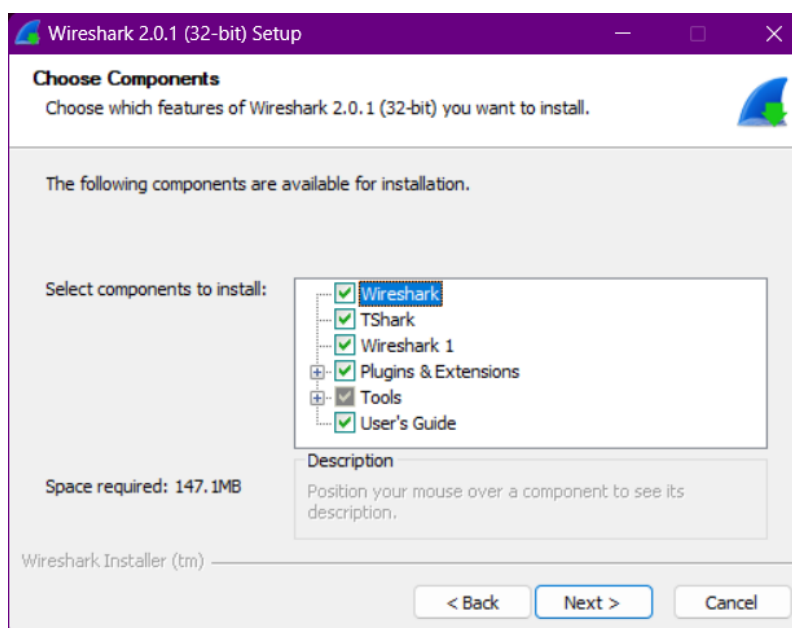 Wireshark 2.0.1 (32-bit) Setup
Choose Components
Choose which features of Wireshark 2.0.1 (32-bit) you want to install.
The following components are available for installation.
Select components to install:
Wireshark
TShark
Wireshark 1
Plugins & Extensions
Tools
User's Guide
Space required: 147.1MB
Description
Position your mouse over a component to see its
description.
Wireshark Installer (tm)
< Back
Next >
Cancel